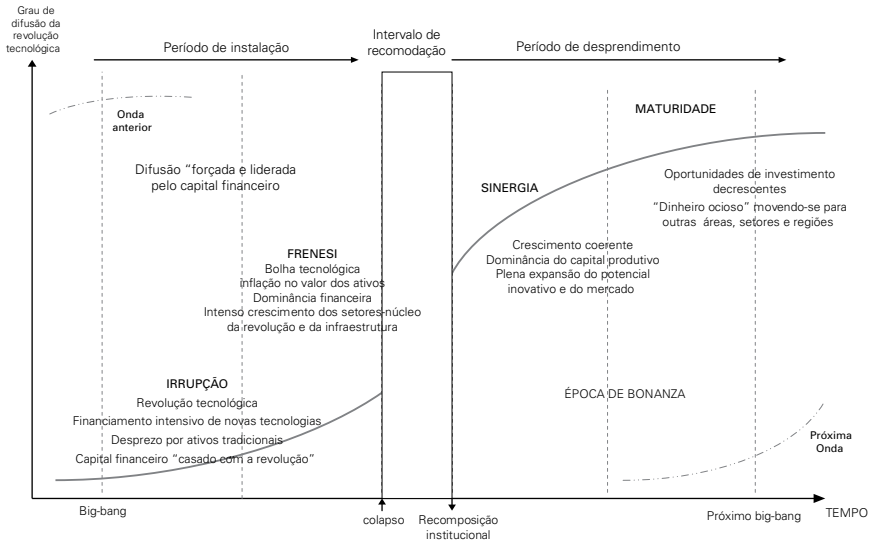 Grau de
difusão da
revolução
tecnológica
Período de instalação
Intervalo de
recomodação
Período de desprendimento
Onda
anterior
MATURIDADE
Difusão “forçada e liderada
pelo capital financeiro
SINERGIA
Oportunidades de investimento
decrescentes
“Dinheiro ocioso” movendo-se para
outras áreas, setores e regiões
FRENESI
Bolha tecnológica
inflação no valor dos ativos
Dominância financeira
Intenso crescimento dos setores-núcleo
da revolução e da infraestrutura
Crescimento coerente
Dominância do capital produtivo
Plena expansão do potencial
inovativo e do mercado
IRRUPÇÃO
Revolução tecnológica
Financiamento intensivo de novas tecnologias
Desprezo por ativos tradicionais
Capital financeiro “casado com a revolução”
ÉPOCA DE BONANZA
Próxima
Onda
Big-bang
colapso
Recomposição
institucional
Próximo big-bang
TEMPO